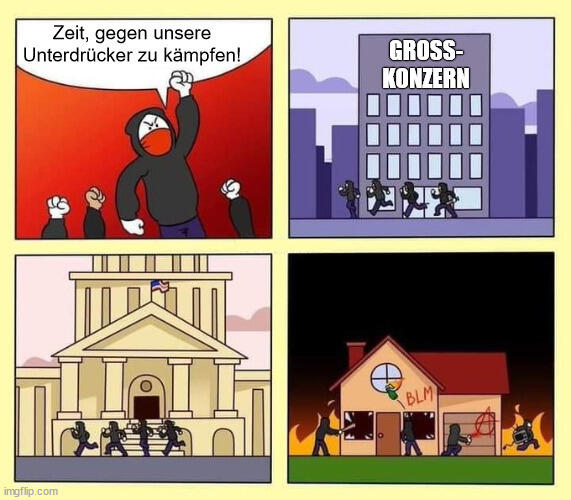 Zeit, gegen unsere
Unterdrücker zu kämpfen!
GROSS-
KONZERN
BLM
imgflip.com